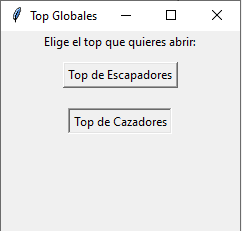 Top Globales
Elige el top que quieres abrir:
Top de Escapadores
Top de Cazadores